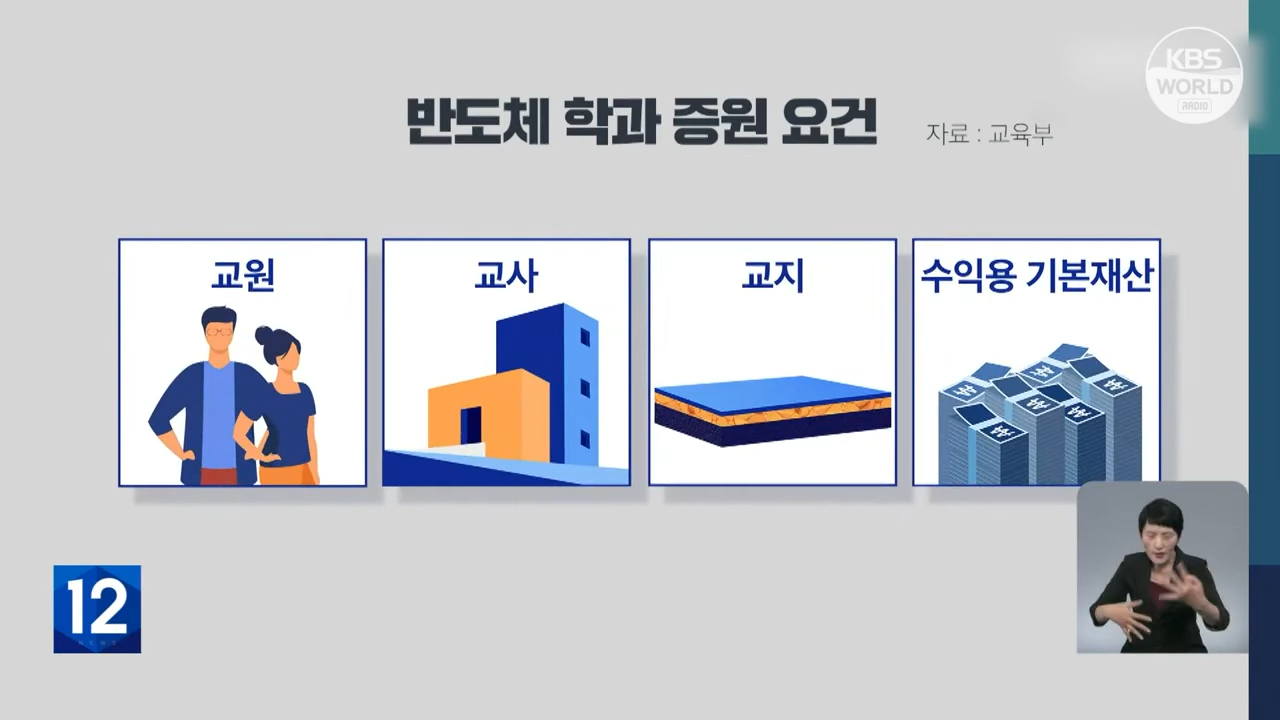 KBS
WORLD
RADIO
반도체 학과 증원 요건
자료 : 교육부
교원
교사
교지
수익용 기본재산
12
NEWS